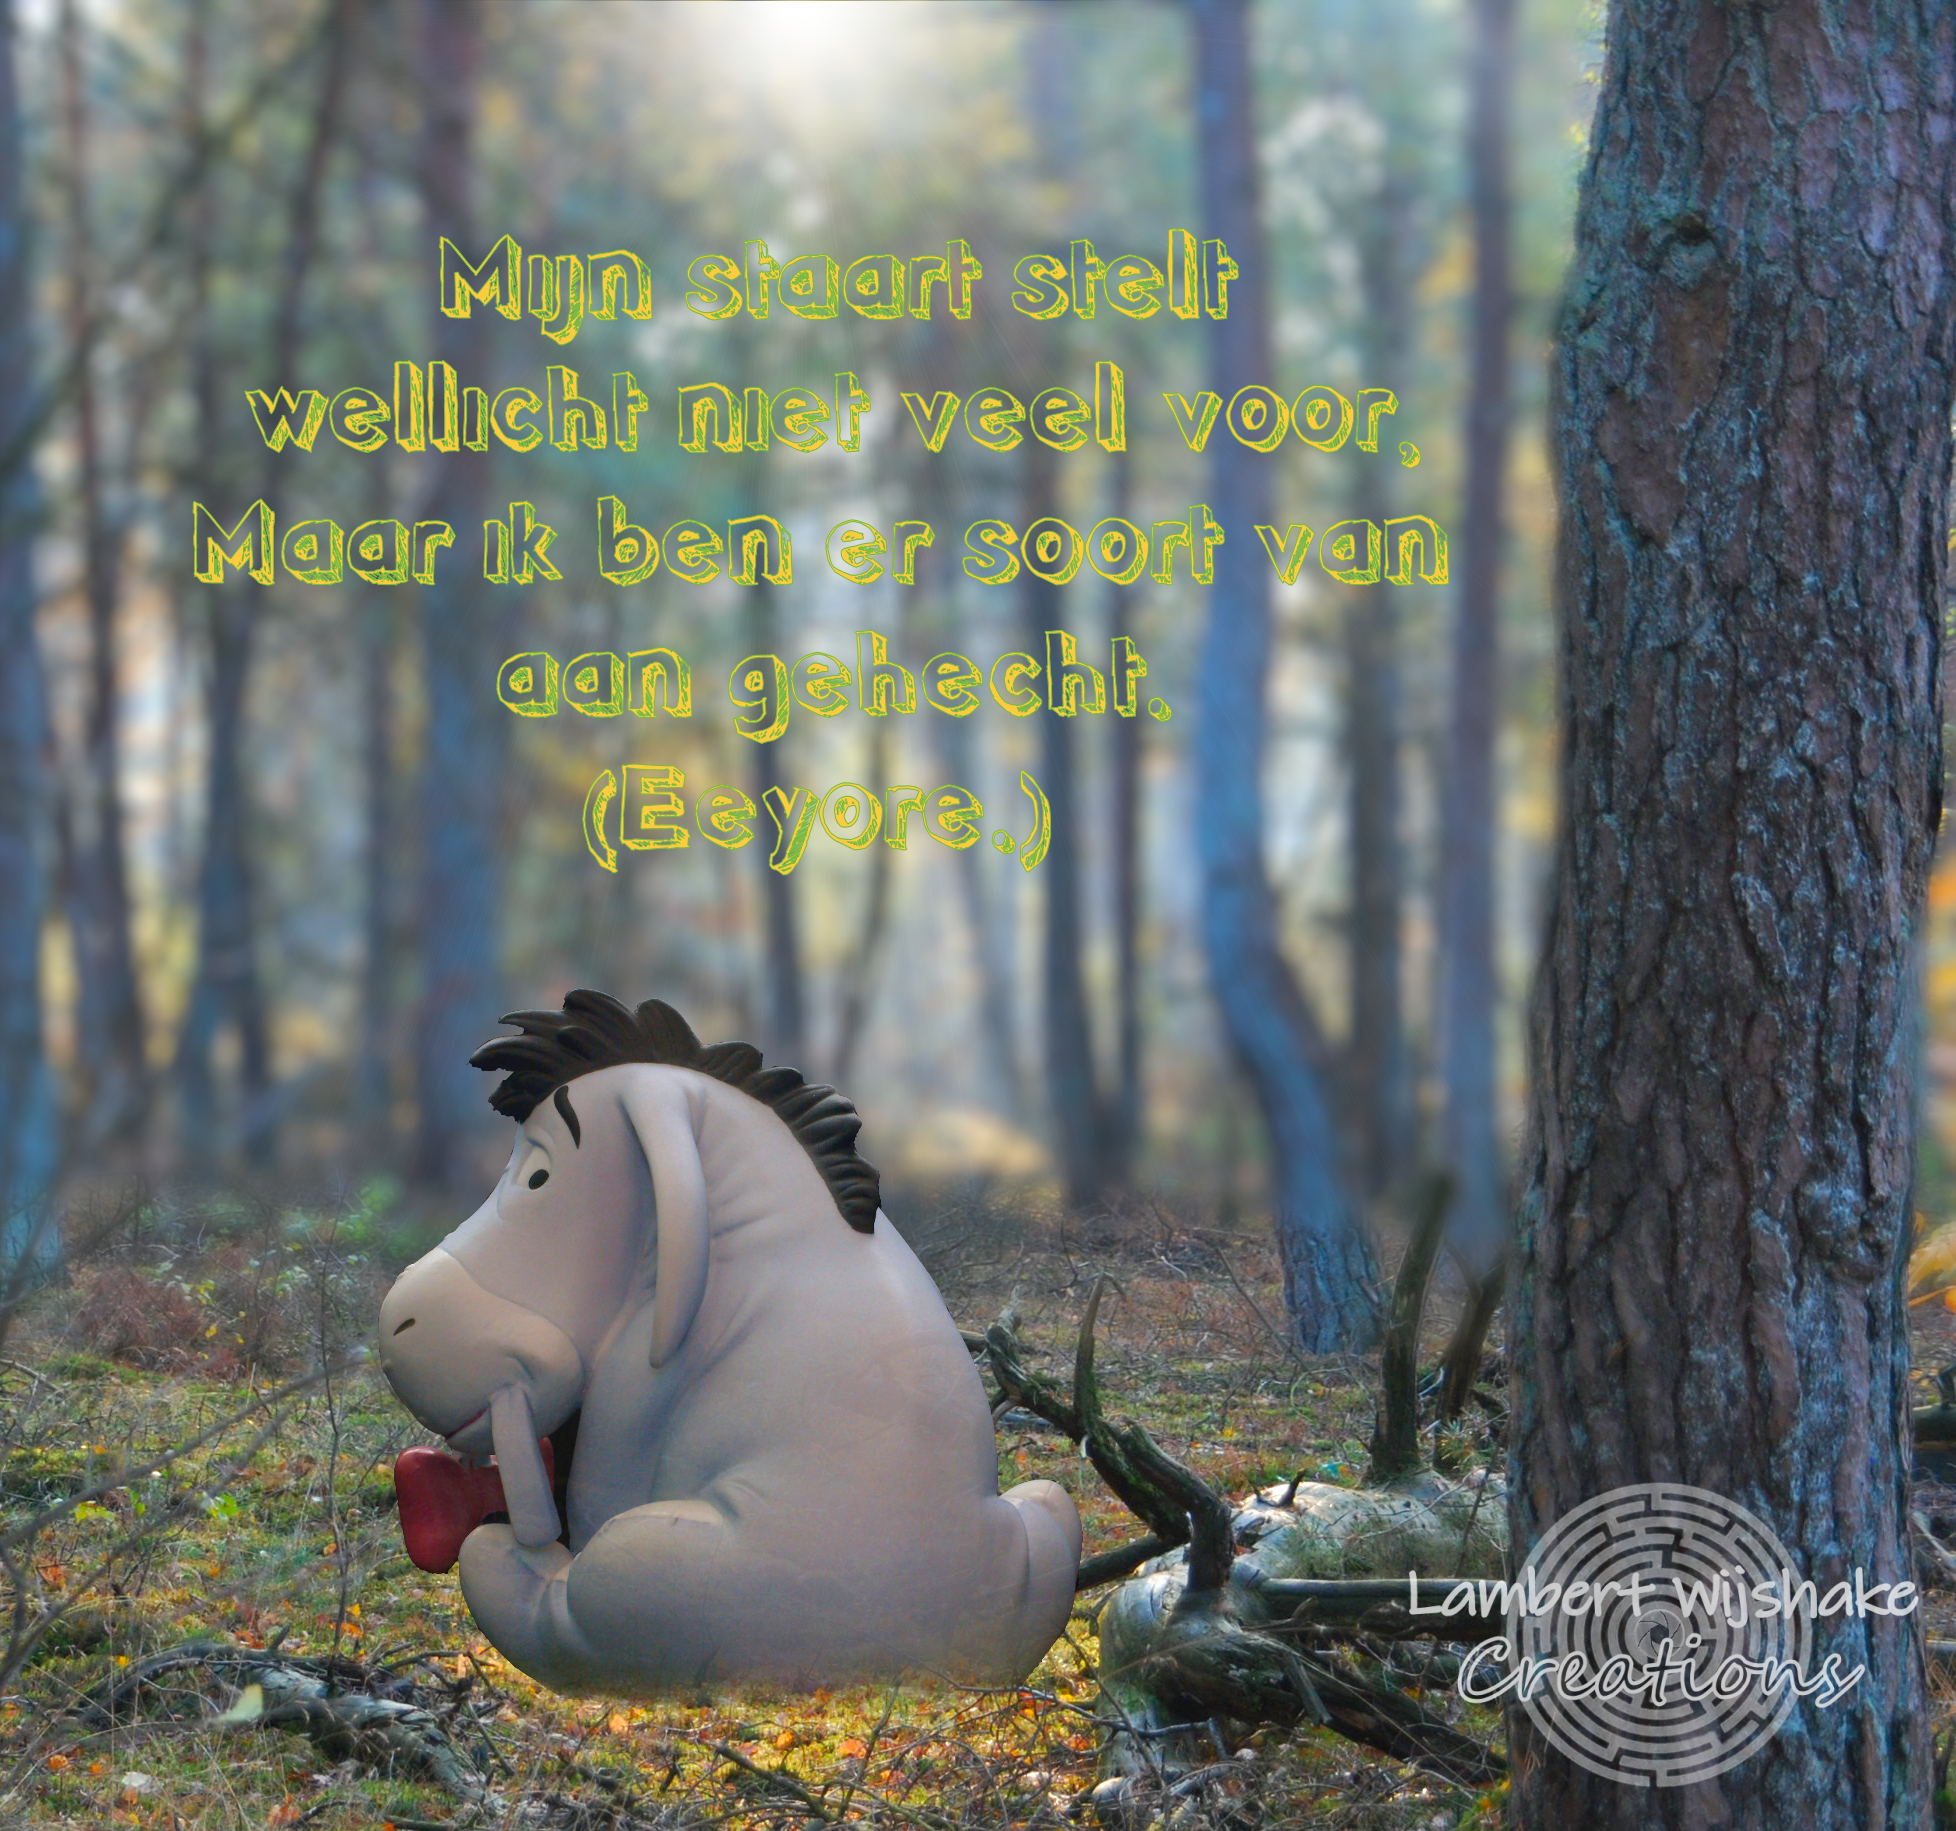 Mijn staart stelt
wellicht niet veel voor,
Maar ik ben er soort van
aan gehecht.
(Eeyore.)
Lambert Wijshake
Creations